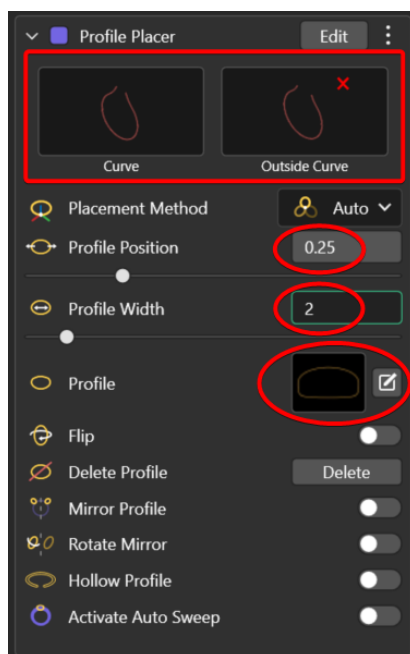 Profile Placer Edit
Curve Outside Curve
Placement Method Auto
Profile Position 0.25
Profile Width 2
Profile
Flip
Delete Profile Delete
Mirror Profile
Rotate Mirror
Hollow Profile
Activate Auto Sweep